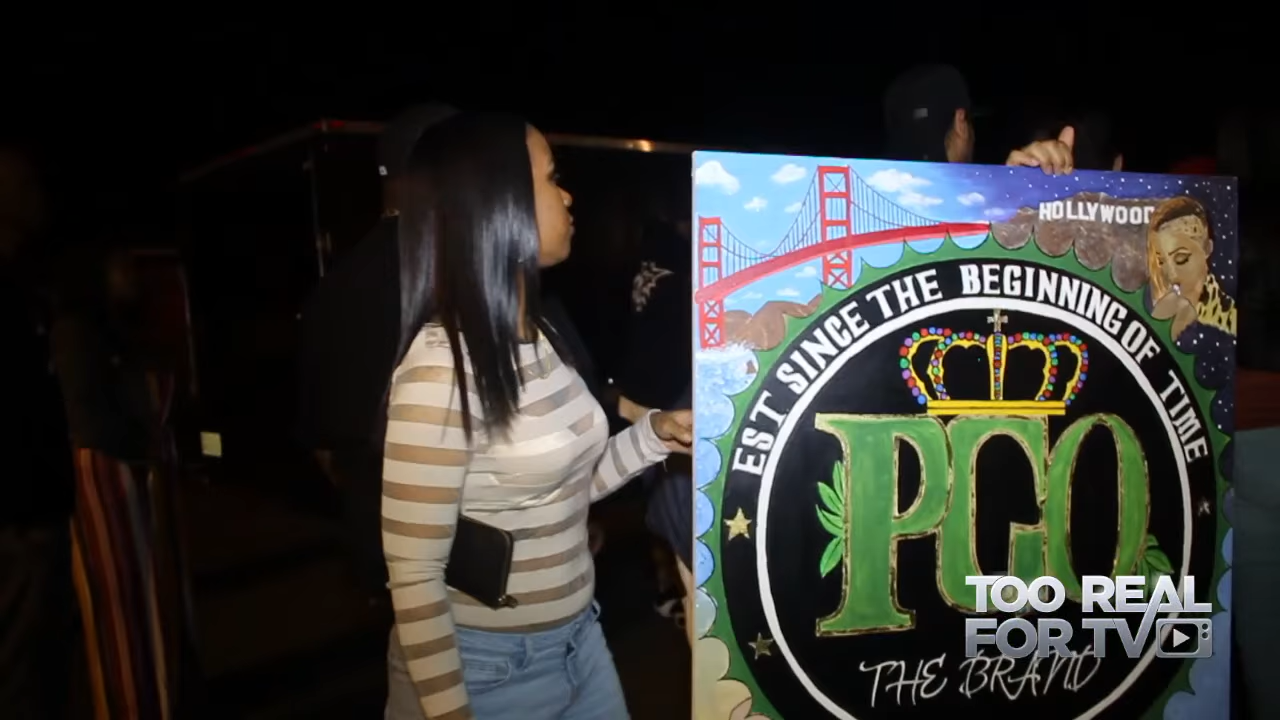 HOLLYWOOD
EST SINCE THE BEGINNING OF TIME
PGO
THE BRAND
TOO REAL
FOR TV